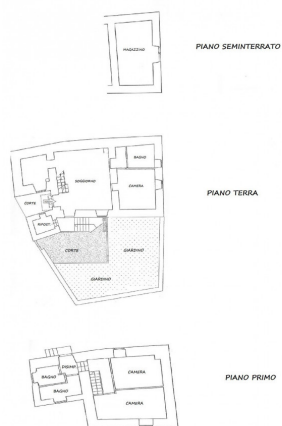 MAGAZZINO
PIANO SEMINTERRATO
BAGNO
SOGGIORNO
CAMERA
PIANO TERRA
CORTE
RIPOST.
CORTE
GIARDINO
GIARDINO
PIANO PRIMO
DISIMP.
BAGNO
CAMERA
BAGNO
CAMERA